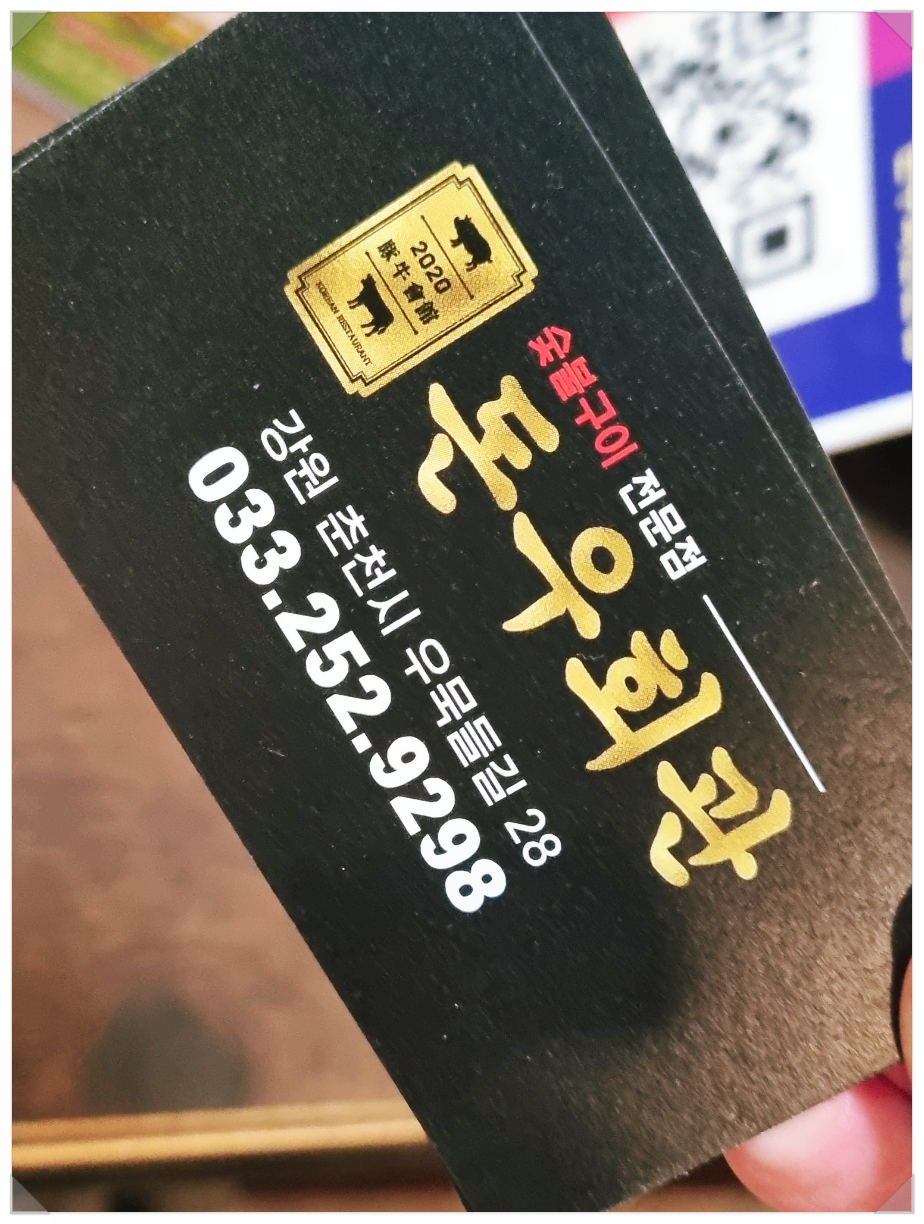 2020
豚牛會館
KOREAN RESTAURANT
숯불구이 전문점
돈우회관
강원 춘천시 우묵들길 28
033.252.9298